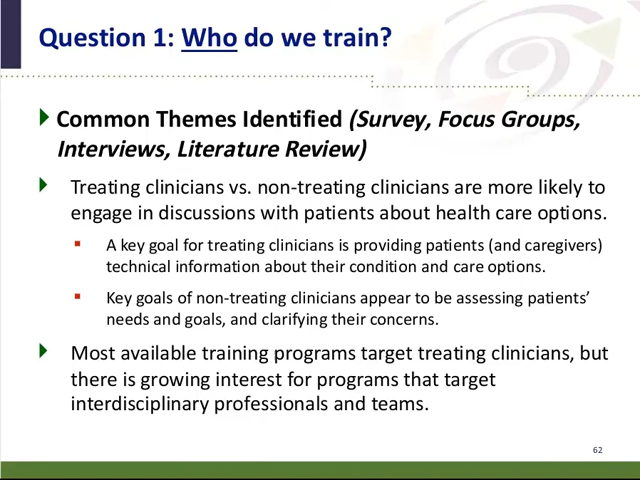 Question 1: Who do we train?
Common Themes Identified (Survey, Focus Groups,
Interviews, Literature Review)
Treating clinicians vs. non-treating clinicians are more likely to
engage in discussions with patients about health care options.
A key goal for treating clinicians is providing patients (and caregivers)
technical information about their condition and care options.
Key goals of non-treating clinicians appear to be assessing patients’
needs and goals, and clarifying their concerns.
Most available training programs target treating clinicians, but
there is growing interest for programs that target
interdisciplinary professionals and teams.
62